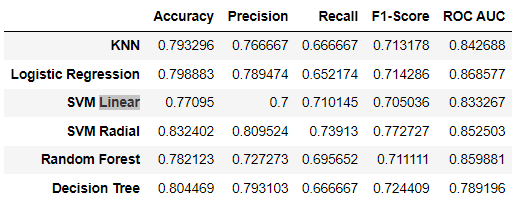 Accuracy Precision Recall F1-Score ROC AUC
KNN 0.793296 0.766667 0.666667 0.713178 0.842688
Logistic Regression 0.798883 0.789474 0.652174 0.714286 0.868577
SVM Linear 0.77095 0.7 0.710145 0.705036 0.833267
SVM Radial 0.832402 0.809524 0.73913 0.772727 0.852503
Random Forest 0.782123 0.727273 0.695652 0.711111 0.859881
Decision Tree 0.804469 0.793103 0.666667 0.724409 0.789196